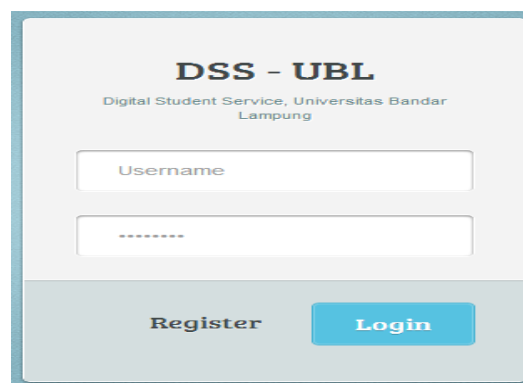 DSS - UBL
Digital Student Service, Universitas Bandar
Lampung
Username
--------
Register
Login